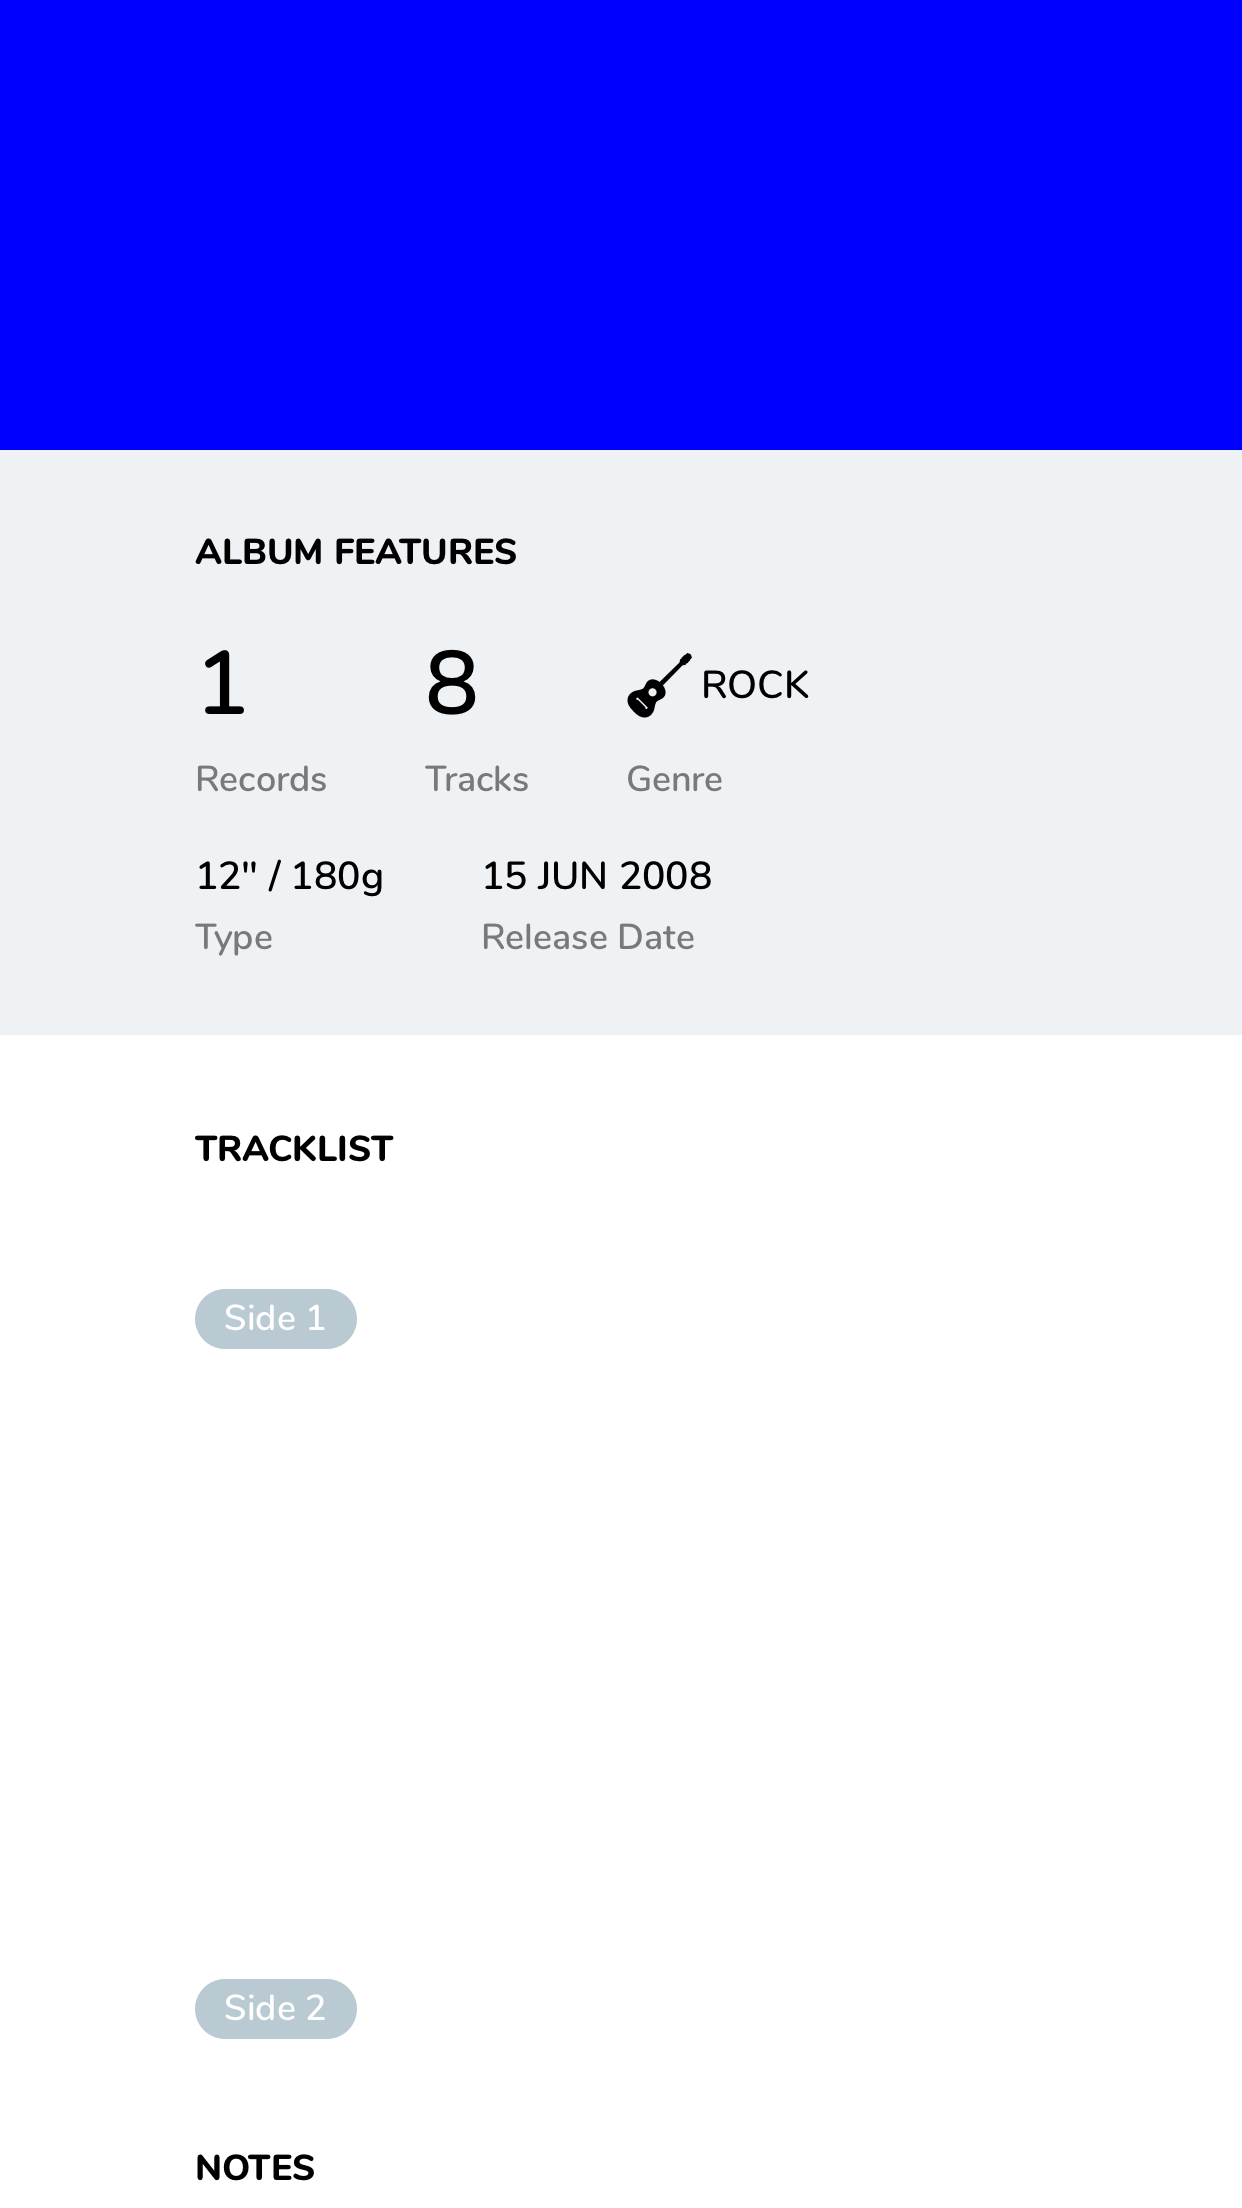 ALBUM FEATURES
1 8 ROCK
Records Tracks Genre
12" / 180g 15 JUN 2008
Type Release Date
TRACKLIST
Side 1
Side 2
NOTES